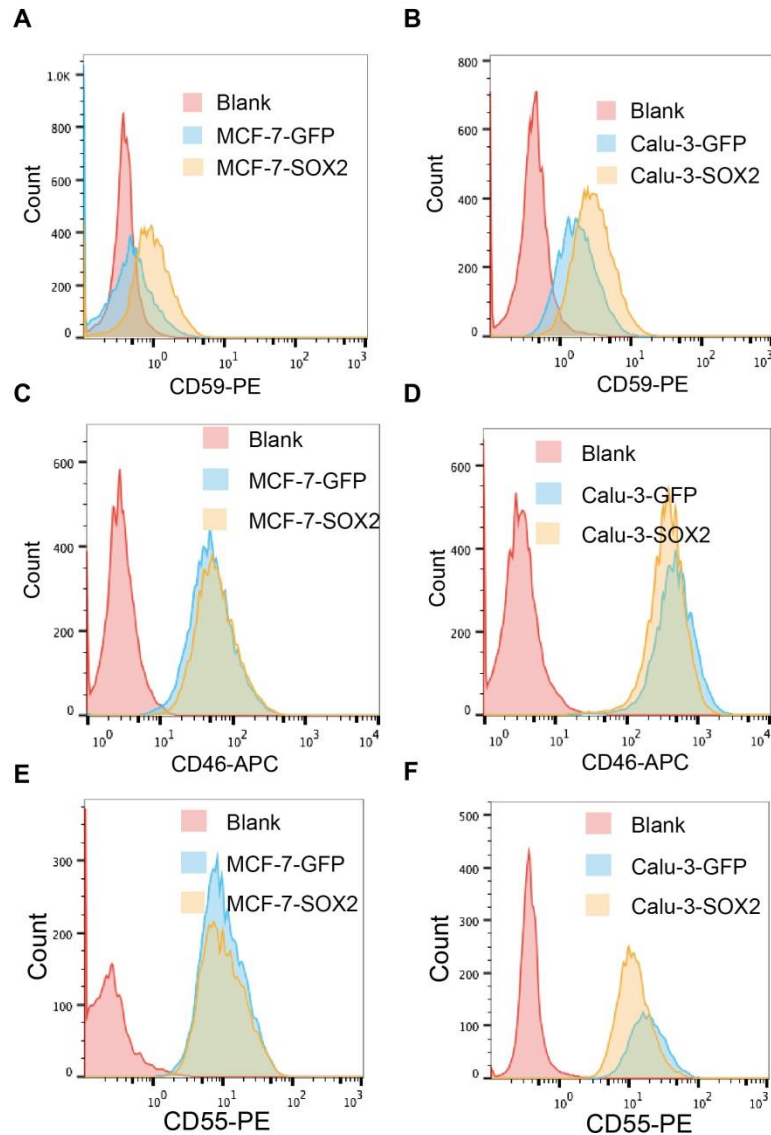 A
1.0K
800
600
400
200
0
Count
Blank
MCF-7-GFP
MCF-7-SOX2
10^0 10^1 10^2 10^3
CD59-PE
B
800
600
400
200
0
Count
Blank
Calu-3-GFP
Calu-3-SOX2
10^0 10^1 10^2 10^3
CD59-PE
C
600
400
200
0
Count
Blank
MCF-7-GFP
MCF-7-SOX2
10^0 10^1 10^2 10^3 10^4
CD46-APC
D
600
400
200
0
Count
Blank
Calu-3-GFP
Calu-3-SOX2
10^0 10^1 10^2 10^3 10^4
CD46-APC
E
300
200
100
0
Count
Blank
MCF-7-GFP
MCF-7-SOX2
10^0 10^1 10^2 10^3
CD55-PE
F
500
400
300
200
100
0
Count
Blank
Calu-3-GFP
Calu-3-SOX2
10^0 10^1 10^2 10^3
CD55-PE